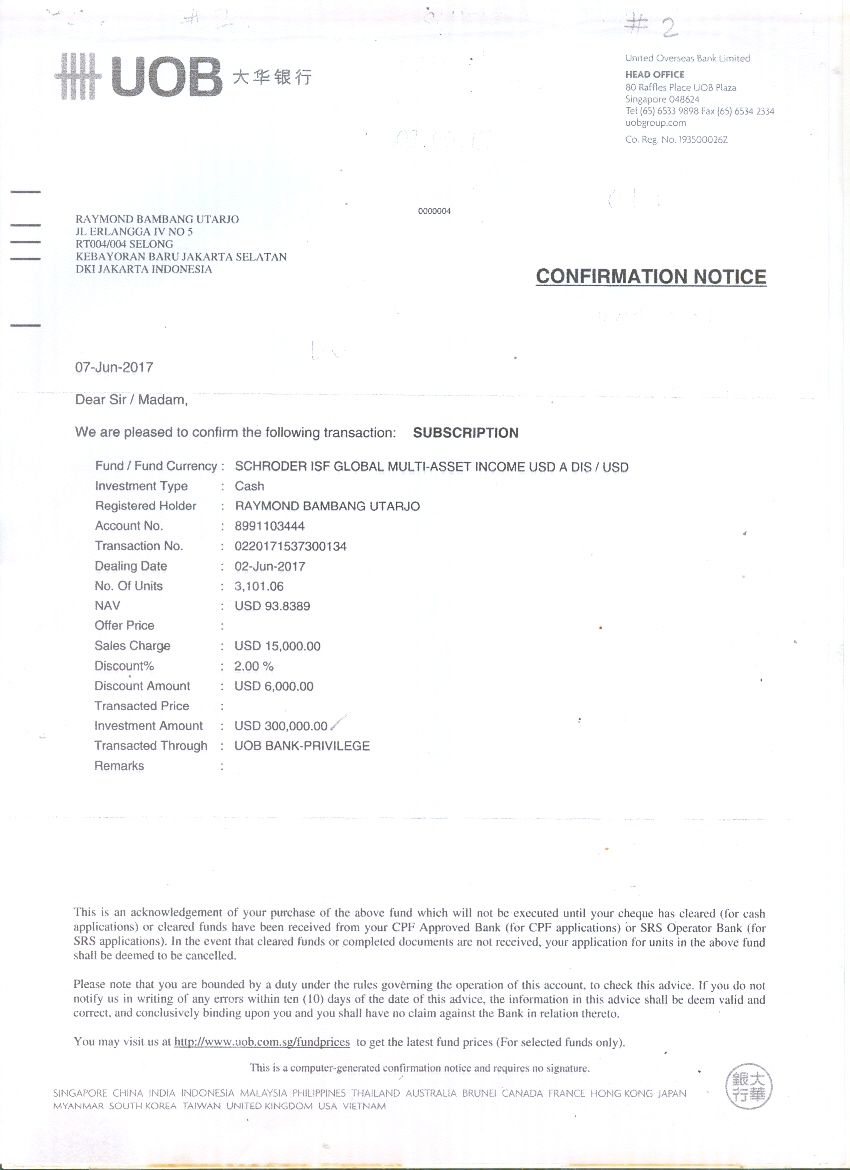 # 2
UOB 大华银行
United Overseas Bank Limited
HEAD OFFICE
80 Raffles Place UOB Plaza
Singapore 048624
Tel (65) 6533 9898 Fax (65) 6534 2334
uobgroup.com
Co. Reg. No. 193500026Z
0000004
RAYMOND BAMBANG UTARJO
JL ERLANGGA IV NO 5
RT004/004 SELONG
KEBAYORAN BARU JAKARTA SELATAN
DKI JAKARTA INDONESIA
CONFIRMATION NOTICE
07-Jun-2017
Dear Sir / Madam,
We are pleased to confirm the following transaction: SUBSCRIPTION
Fund / Fund Currency : SCHRODER ISF GLOBAL MULTI-ASSET INCOME USD A DIS / USD
Investment Type : Cash
Registered Holder : RAYMOND BAMBANG UTARJO
Account No. : 8991103444
Transaction No. : 0220171537300134
Dealing Date : 02-Jun-2017
No. Of Units : 3,101.06
NAV : USD 93.8389
Offer Price :
Sales Charge : USD 15,000.00
Discount% : 2.00 %
Discount Amount : USD 6,000.00
Transacted Price :
Investment Amount : USD 300,000.00
Transacted Through : UOB BANK-PRIVILEGE
Remarks :
This is an acknowledgement of your purchase of the above fund which will not be executed until your cheque has cleared (for cash
applications) or cleared funds have been received from your CPF Approved Bank (for CPF applications) or SRS Operator Bank (for
SRS applications). In the event that cleared funds or completed documents are not received, your application for units in the above fund
shall be deemed to be cancelled.
Please note that you are bounded by a duty under the rules governing the operation of this account, to check this advice. If you do not
notify us in writing of any errors within ten (10) days of the date of this advice, the information in this advice shall be deem valid and
correct, and conclusively binding upon you and you shall have no claim against the Bank in relation thereto.
You may visit us at http://www.uob.com.sg/fundprices to get the latest fund prices (For selected funds only).
This is a computer-generated confirmation notice and requires no signature.
SINGAPORE CHINA INDIA INDONESIA MALAYSIA PHILIPPINES THAILAND AUSTRALIA BRUNEI CANADA FRANCE HONG KONG JAPAN
MYANMAR SOUTH KOREA TAIWAN UNITED KINGDOM USA VIETNAM
銀大
行華